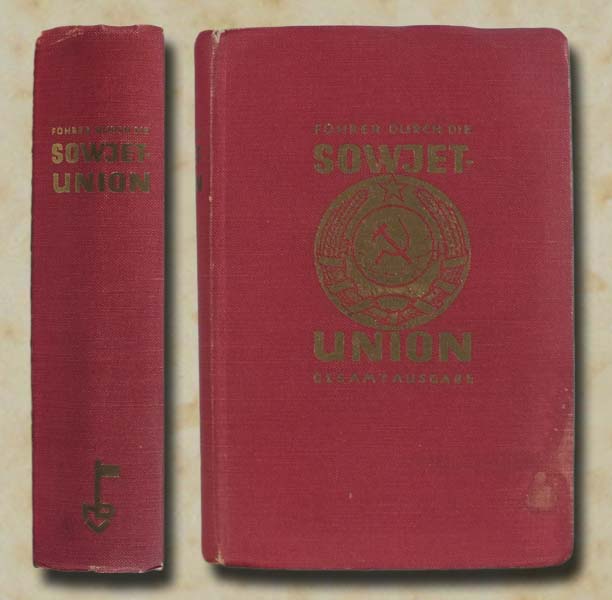 FÜHRER DURCH DIE
SOWJET-
UNION
FÜHRER DURCH DIE
SOWJET-
UNION
GESAMTAUSGABE